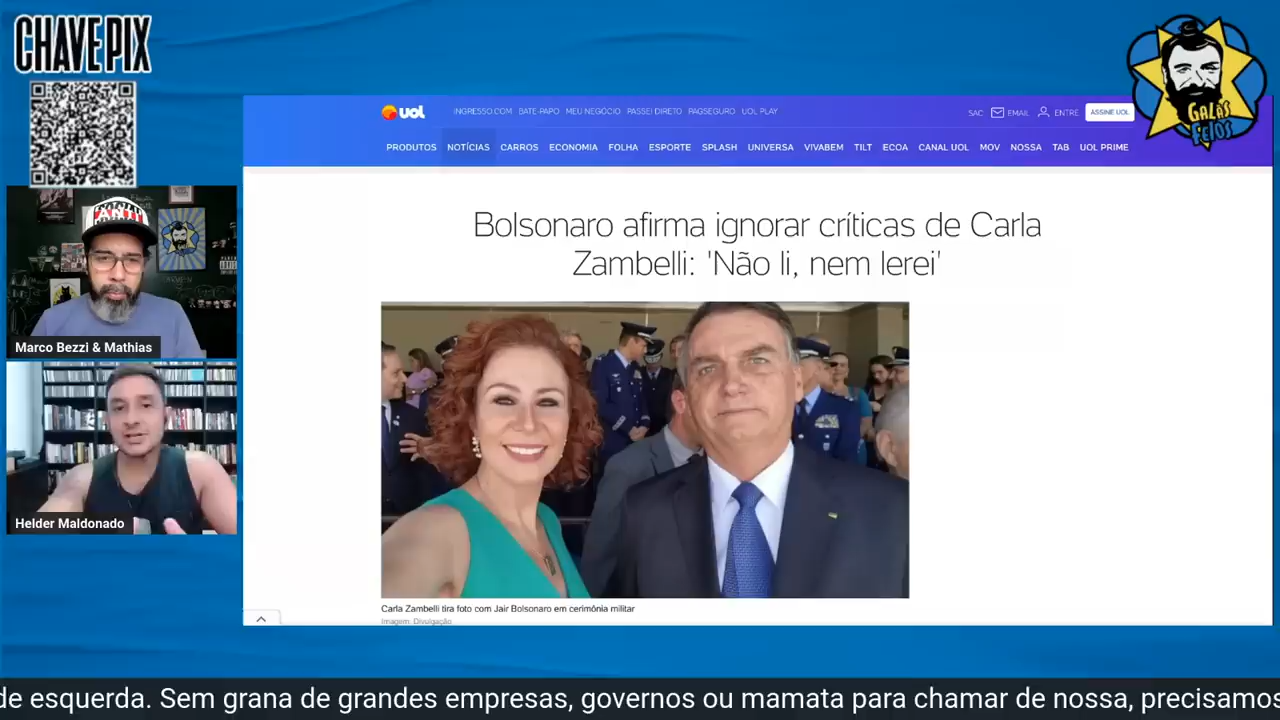 CHAVE PIX
GALÃS
FEIOS
uol
INGRESSO.COM BATE-PAPO MEU NEGÓCIO PASSEI DIRETO PAGSEGURO UOL PLAY
SAC EMAIL ENTRE ASSINE UOL
PRODUTOS NOTÍCIAS CARROS ECONOMIA FOLHA ESPORTE SPLASH UNIVERSA VIVABEM TILT ECOA CANAL UOL MOV NOSSA TAB UOL PRIME
Bolsonaro afirma ignorar críticas de Carla
Zambelli: 'Não li, nem lerei'
Marco Bezzi & Mathias
Helder Maldonado
Carla Zambelli tira foto com Jair Bolsonaro em cerimônia militar
Imagem: Divulgação
de esquerda. Sem grana de grandes empresas, governos ou mamata para chamar de nossa, precisamos